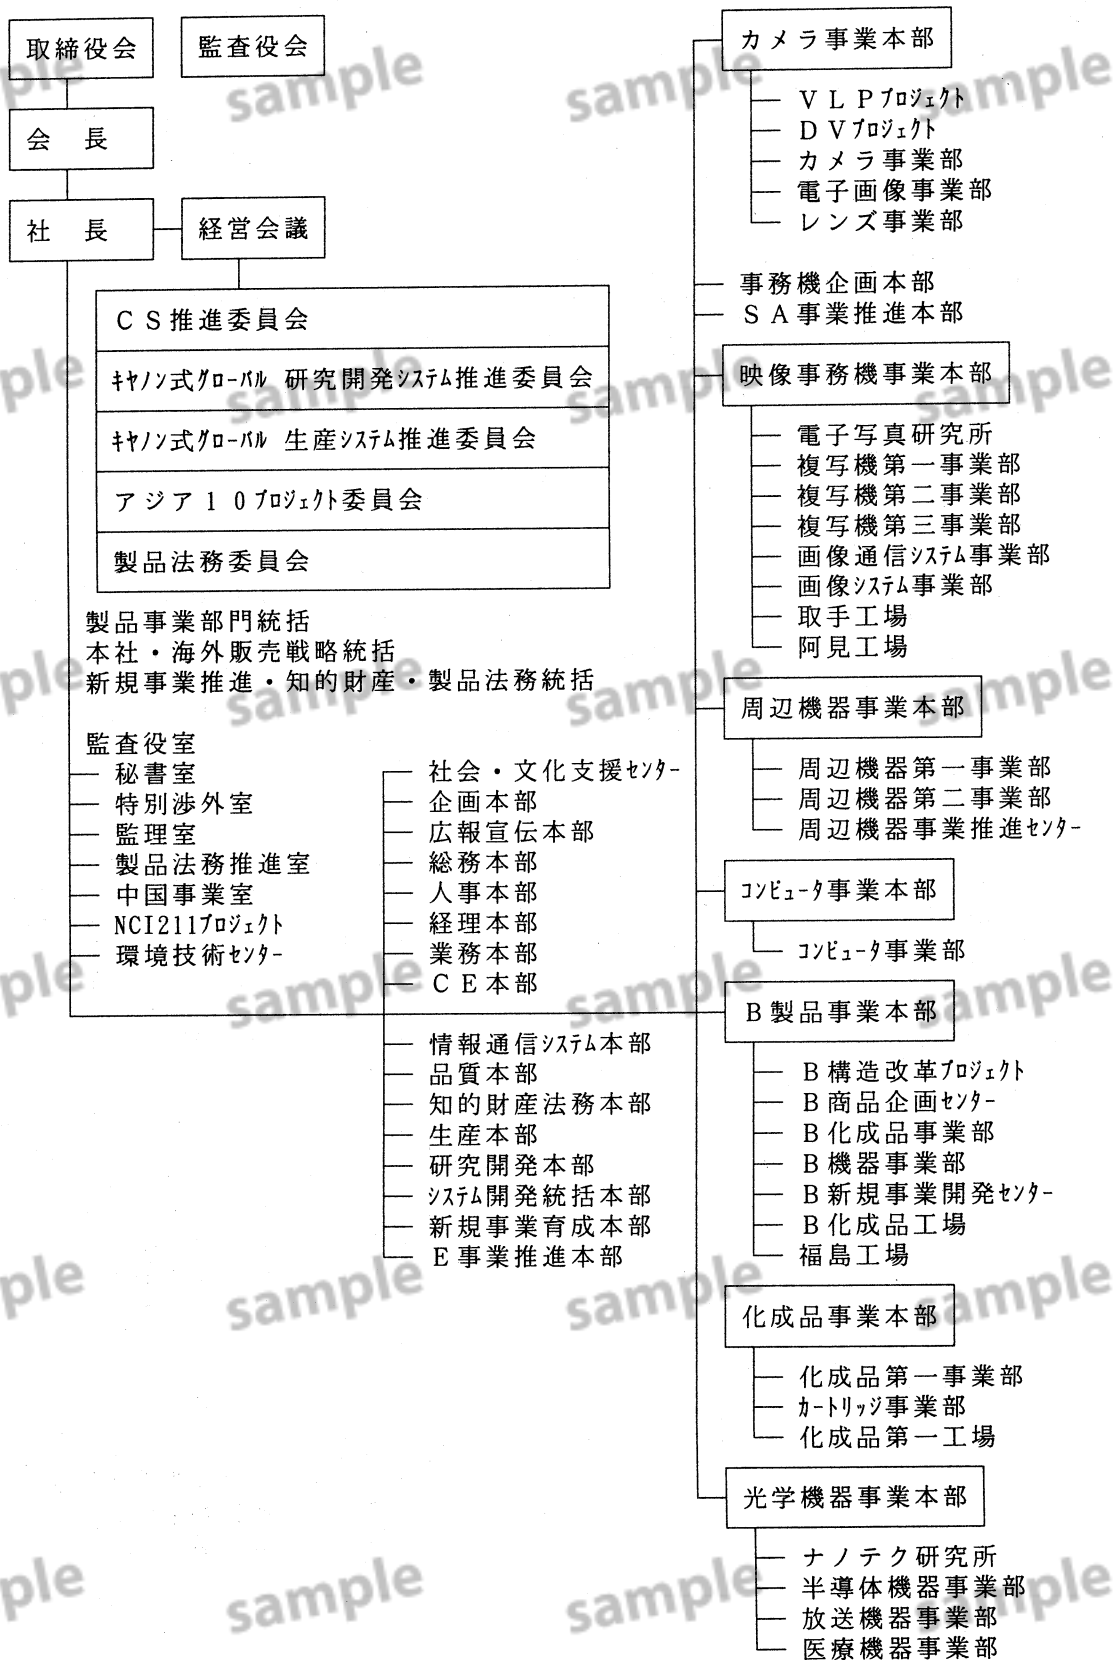 取締役会
監査役会
会　長
社　長
経営会議
ＣＳ推進委員会
ｷﾔﾉﾝ式ｸﾞﾛｰﾊﾞﾙ 研究開発ｼｽﾃﾑ推進委員会
ｷﾔﾉﾝ式ｸﾞﾛｰﾊﾞﾙ 生産ｼｽﾃﾑ推進委員会
アジア１０ﾌﾟﾛｼﾞｪｸﾄ委員会
製品法務委員会
製品事業部門統括
本社・海外販売戦略統括
新規事業推進・知的財産・製品法務統括
監査役室
秘書室
特別渉外室
監理室
製品法務推進室
中国事業室
NCI211ﾌﾟﾛｼﾞｪｸﾄ
環境技術ｾﾝﾀｰ
社会・文化支援ｾﾝﾀｰ
企画本部
広報宣伝本部
総務本部
人事本部
経理本部
業務本部
ＣＥ本部
情報通信ｼｽﾃﾑ本部
品質本部
知的財産法務本部
生産本部
研究開発本部
ｼｽﾃﾑ開発統括本部
新規事業育成本部
Ｅ事業推進本部
カメラ事業本部
ＶＬＰﾌﾟﾛｼﾞｪｸﾄ
ＤＶﾌﾟﾛｼﾞｪｸﾄ
カメラ事業部
電子画像事業部
レンズ事業部
事務機企画本部
ＳＡ事業推進本部
映像事務機事業本部
電子写真研究所
複写機第一事業部
複写機第二事業部
複写機第三事業部
画像通信ｼｽﾃﾑ事業部
画像ｼｽﾃﾑ事業部
取手工場
阿見工場
周辺機器事業本部
周辺機器第一事業部
周辺機器第二事業部
周辺機器事業推進ｾﾝﾀｰ
ｺﾝﾋﾟｭｰﾀ事業本部
ｺﾝﾋﾟｭｰﾀ事業部
Ｂ製品事業本部
Ｂ構造改革ﾌﾟﾛｼﾞｪｸﾄ
Ｂ商品企画ｾﾝﾀｰ
Ｂ化成品事業部
Ｂ機器事業部
Ｂ新規事業開発ｾﾝﾀｰ
Ｂ化成品工場
福島工場
化成品事業本部
化成品第一事業部
ｶｰﾄﾘｯｼﾞ事業部
化成品第一工場
光学機器事業本部
ナノテク研究所
半導体機器事業部
放送機器事業部
医療機器事業部